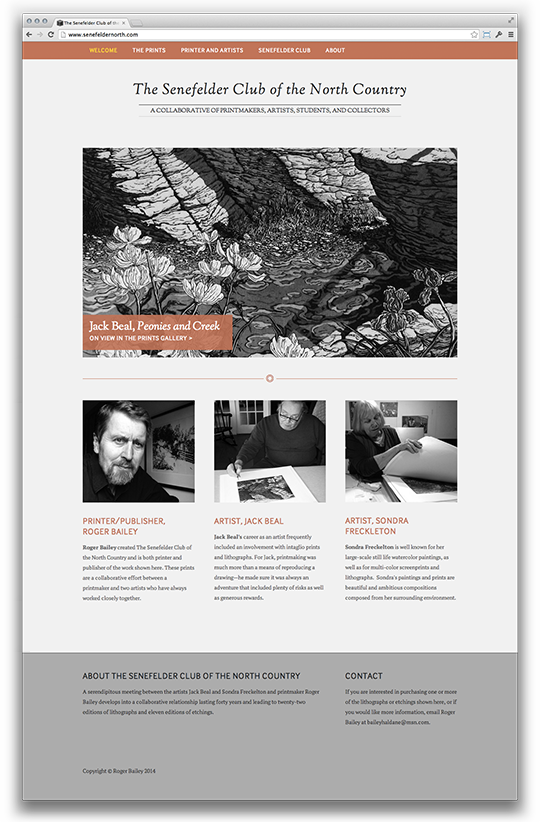 The Senefelder Club of the
www.senefeldernorth.com
WELCOME THE PRINTS PRINTER AND ARTISTS SENEFELDER CLUB ABOUT
The Senefelder Club of the North Country
A COLLABORATIVE OF PRINTMAKERS, ARTISTS, STUDENTS, AND COLLECTORS
Jack Beal, Peonies and Creek
ON VIEW IN THE PRINTS GALLERY >
PRINTER/PUBLISHER,
ROGER BAILEY
Roger Bailey created The Senefelder Club of
the North Country and is both printer and
publisher of the work shown here. These prints
are a collaborative effort between a
printmaker and two artists who have always
worked closely together.
ARTIST, JACK BEAL
Jack Beal's career as an artist frequently
included an involvement with intaglio prints
and lithographs. For Jack, printmaking was
much more than a means of reproducing a
drawing—he made sure it was always an
adventure that included plenty of risks as well
as generous rewards.
ARTIST, SONDRA
FRECKLETON
Sondra Freckelton is well known for her
large-scale still life watercolor paintings, as
well as for multi-color screenprints and
lithographs. Sondra's paintings and prints are
beautiful and ambitious compositions
composed from her surrounding environment.
ABOUT THE SENEFELDER CLUB OF THE NORTH COUNTRY
A serendipitous meeting between the artists Jack Beal and Sondra Freckelton and printmaker Roger
Bailey develops into a collaborative relationship lasting forty years and leading to twenty-two
editions of lithographs and eleven editions of etchings.
CONTACT
If you are interested in purchasing one or more
of the lithographs or etchings shown here, or if
you would like more information, email Roger
Bailey at baileyhaldane@msn.com.
Copyright © Roger Bailey 2014